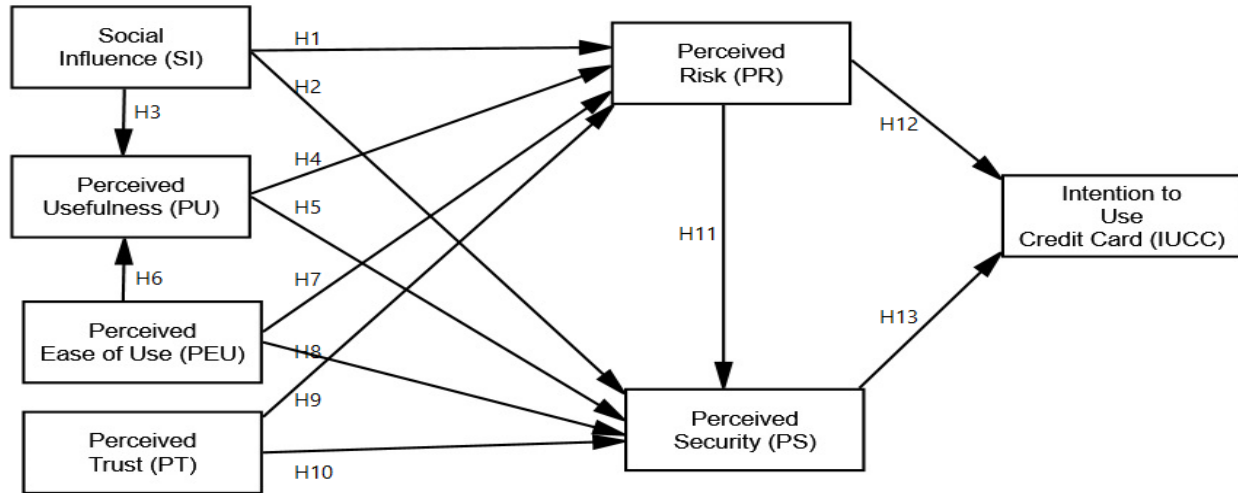 Social
Influence (SI)
H1
H2
H3
Perceived
Risk (PR)
H12
Perceived
Usefulness (PU)
H4
H5
H6
H11
Intention to
Use
Credit Card (IUCC)
H7
Perceived
Ease of Use (PEU)
H8
H13
H9
Perceived
Security (PS)
Perceived
Trust (PT)
H10